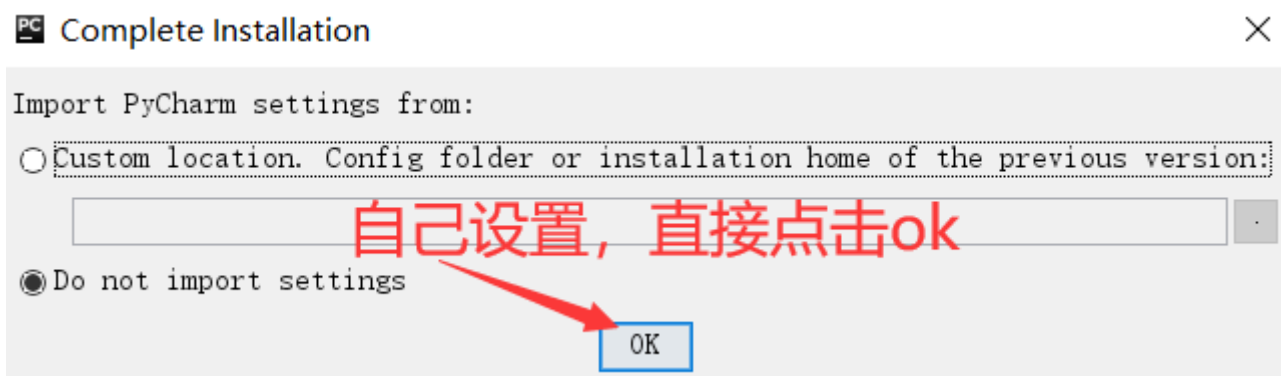 PC Complete Installation
Import PyCharm settings from:
Custom location. Config folder or installation home of the previous version:
自己设置，直接点击ok
Do not import settings
OK